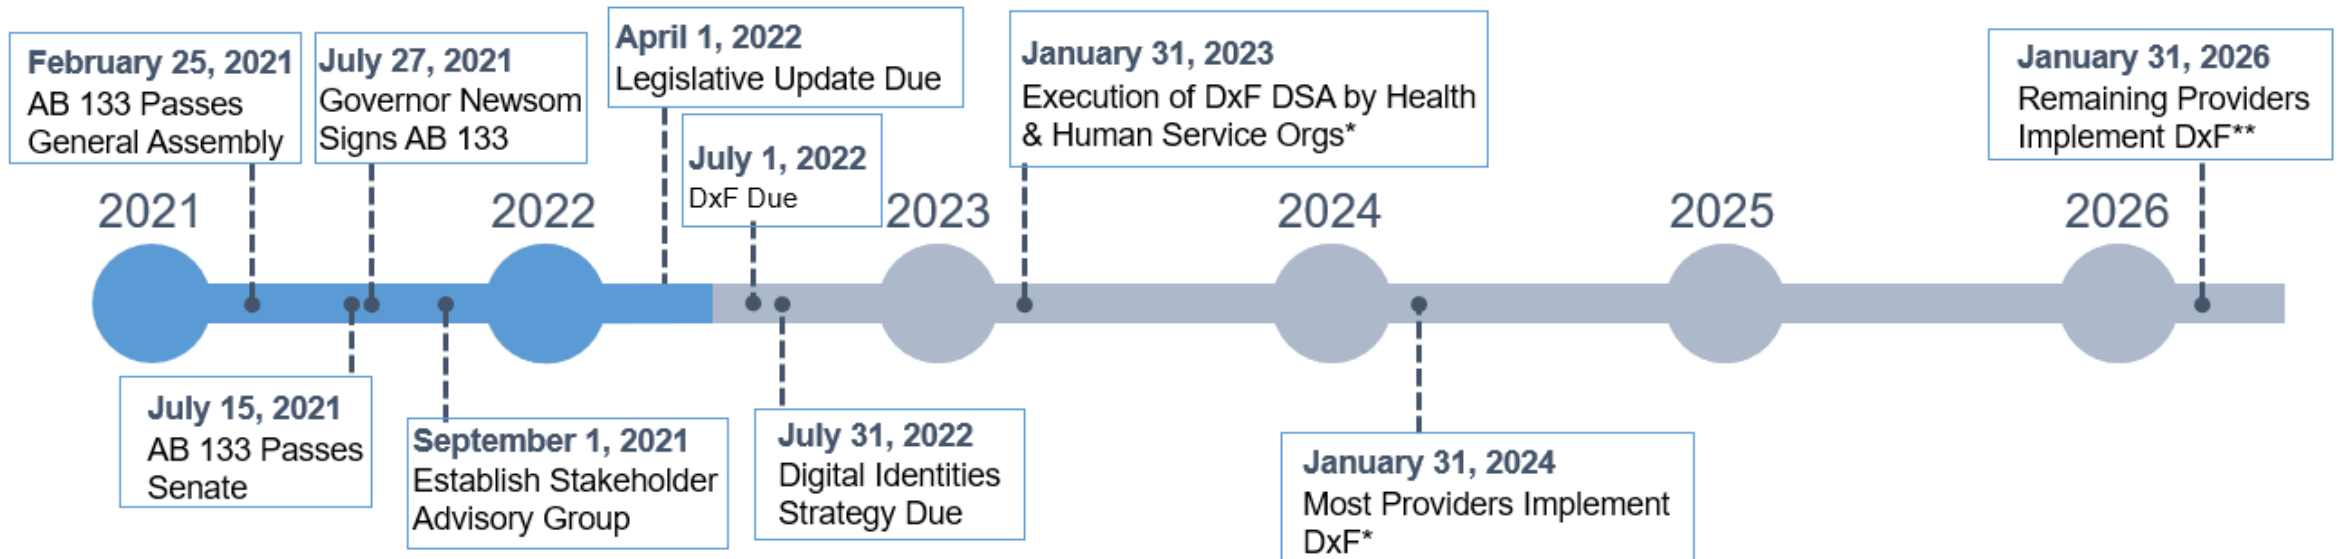 February 25, 2021
AB 133 Passes
General Assembly
July 27, 2021
Governor Newsom
Signs AB 133
April 1, 2022
Legislative Update Due
July 1, 2022
DxF Due
January 31, 2023
Execution of DxF DSA by Health
& Human Service Orgs*
January 31, 2026
Remaining Providers
Implement DxF**
2021
2022
2023
2024
2025
2026
July 15, 2021
AB 133 Passes
Senate
September 1, 2021
Establish Stakeholder
Advisory Group
July 31, 2022
Digital Identities
Strategy Due
January 31, 2024
Most Providers Implement
DxF*